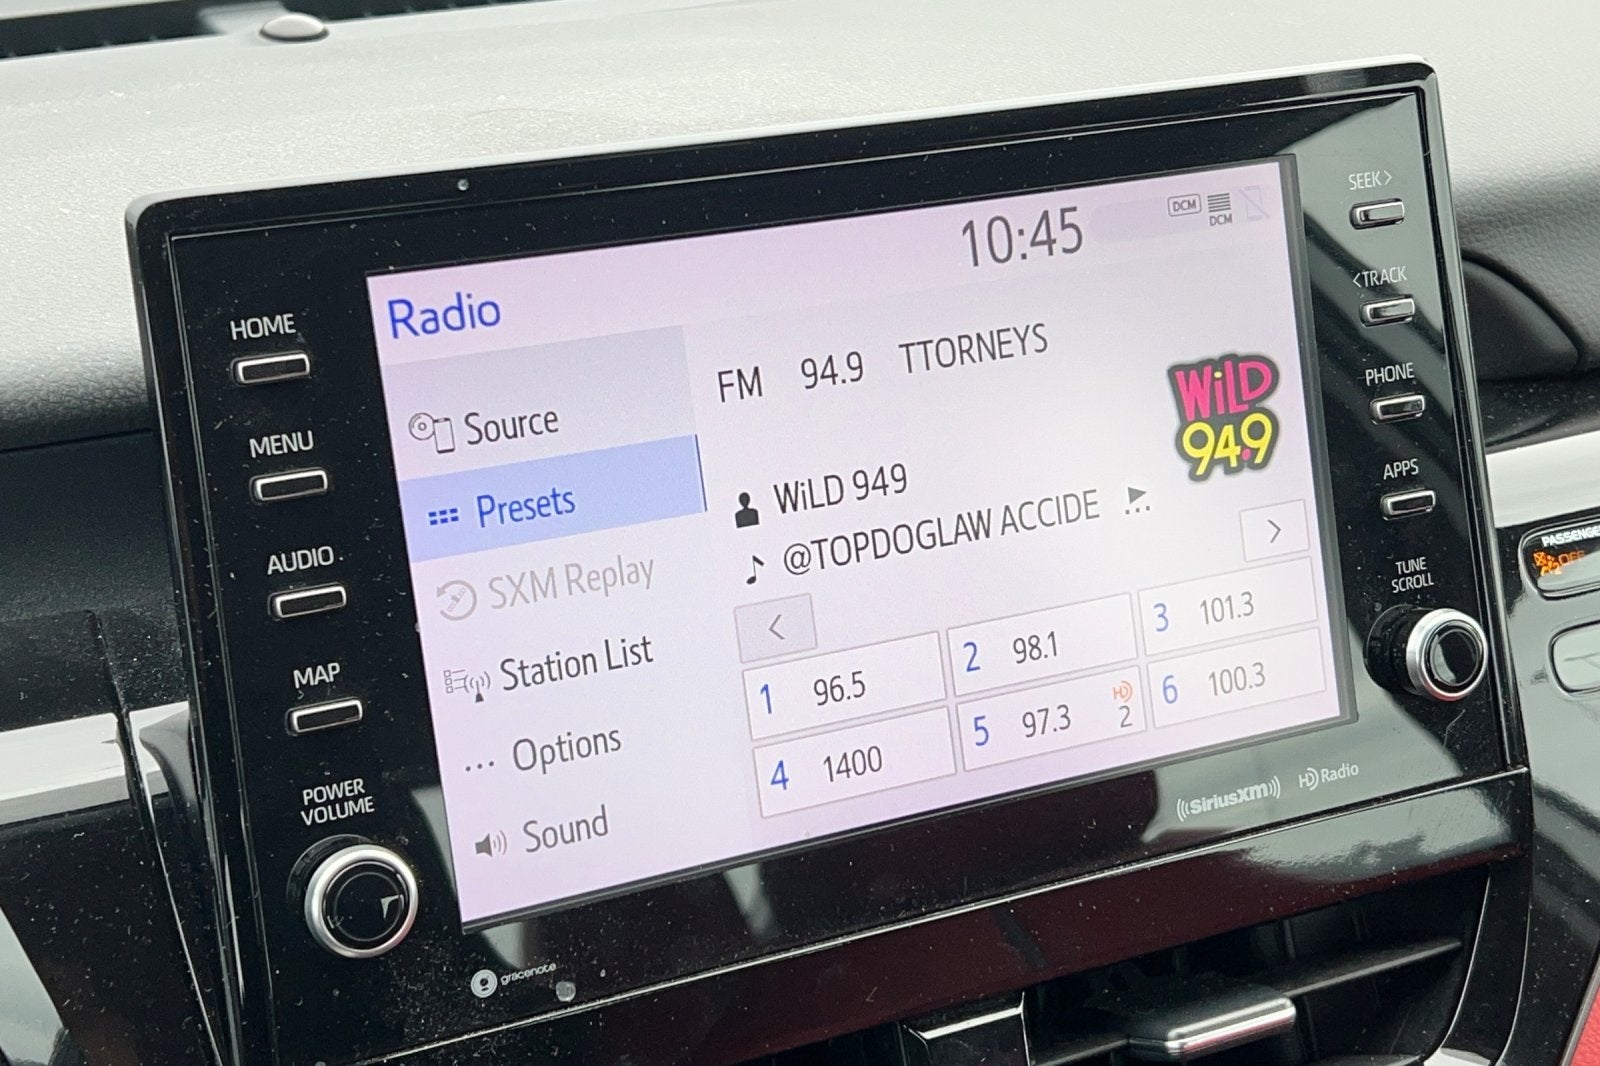 SEEK>
10:45
DCM
DCM
Radio
HOME
<TRACK
FM 94.9 TTORNEYS
WiLD
94.9
PHONE
MENU
Source
WiLD 949
APPS
Presets
@TOPDOGLAW ACCIDE ...
PASSENGE
OFF
AUDIO
SXM Replay
>
TUNE
SCROLL
<
Station List
1 96.5
2 98.1
3 101.3
MAP
Options
4 1400
5 97.3 HD 2
6 100.3
POWER
VOLUME
Sound
((SiriusXM))
HD Radio
gracenote